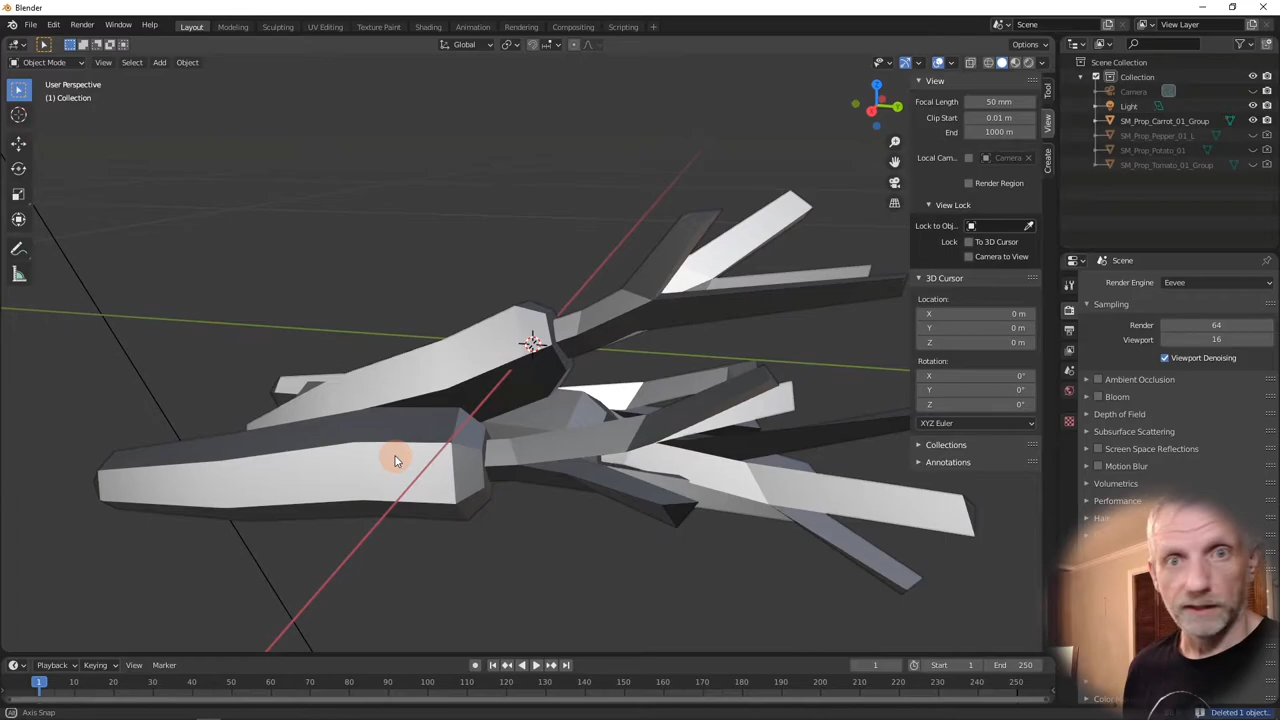 Blender
File Edit Render Window Help Layout Modeling Sculpting UV Editing Texture Paint Shading Animation Rendering Compositing Scripting + Scene View Layer
Global Options
Object Mode View Select Add Object
User Perspective
(1) Collection
View
Focal Length 50 mm
Clip Start 0.01 m
End 1000 m
Local Cam... Camera
Render Region
View Lock
Lock to Obj...
Lock To 3D Cursor
Camera to View
3D Cursor
Location:
X 0 m
Y 0 m
Z 0 m
Rotation:
X 0°
Y 0°
Z 0°
XYZ Euler
Collections
Annotations
Tool
View
Create
Z
Y
X
Scene Collection
Collection
Camera
Light
SM_Prop_Carrot_01_Group
SM_Prop_Pepper_01_L
SM_Prop_Potato_01
SM_Prop_Tomato_01_Group
Scene
Render Engine Eevee
Sampling
Render 64
Viewport 16
Viewport Denoising
Ambient Occlusion
Bloom
Depth of Field
Subsurface Scattering
Screen Space Reflections
Motion Blur
Volumetrics
Performance
Playback Keying View Marker 1 Start 1 End 250
1 10 20 30 40 50 60 70 80 90 100 110 120 130 140 150 160 170 180 190 200 210 220 230 240 250
Axis Snap Deleted 1 object..